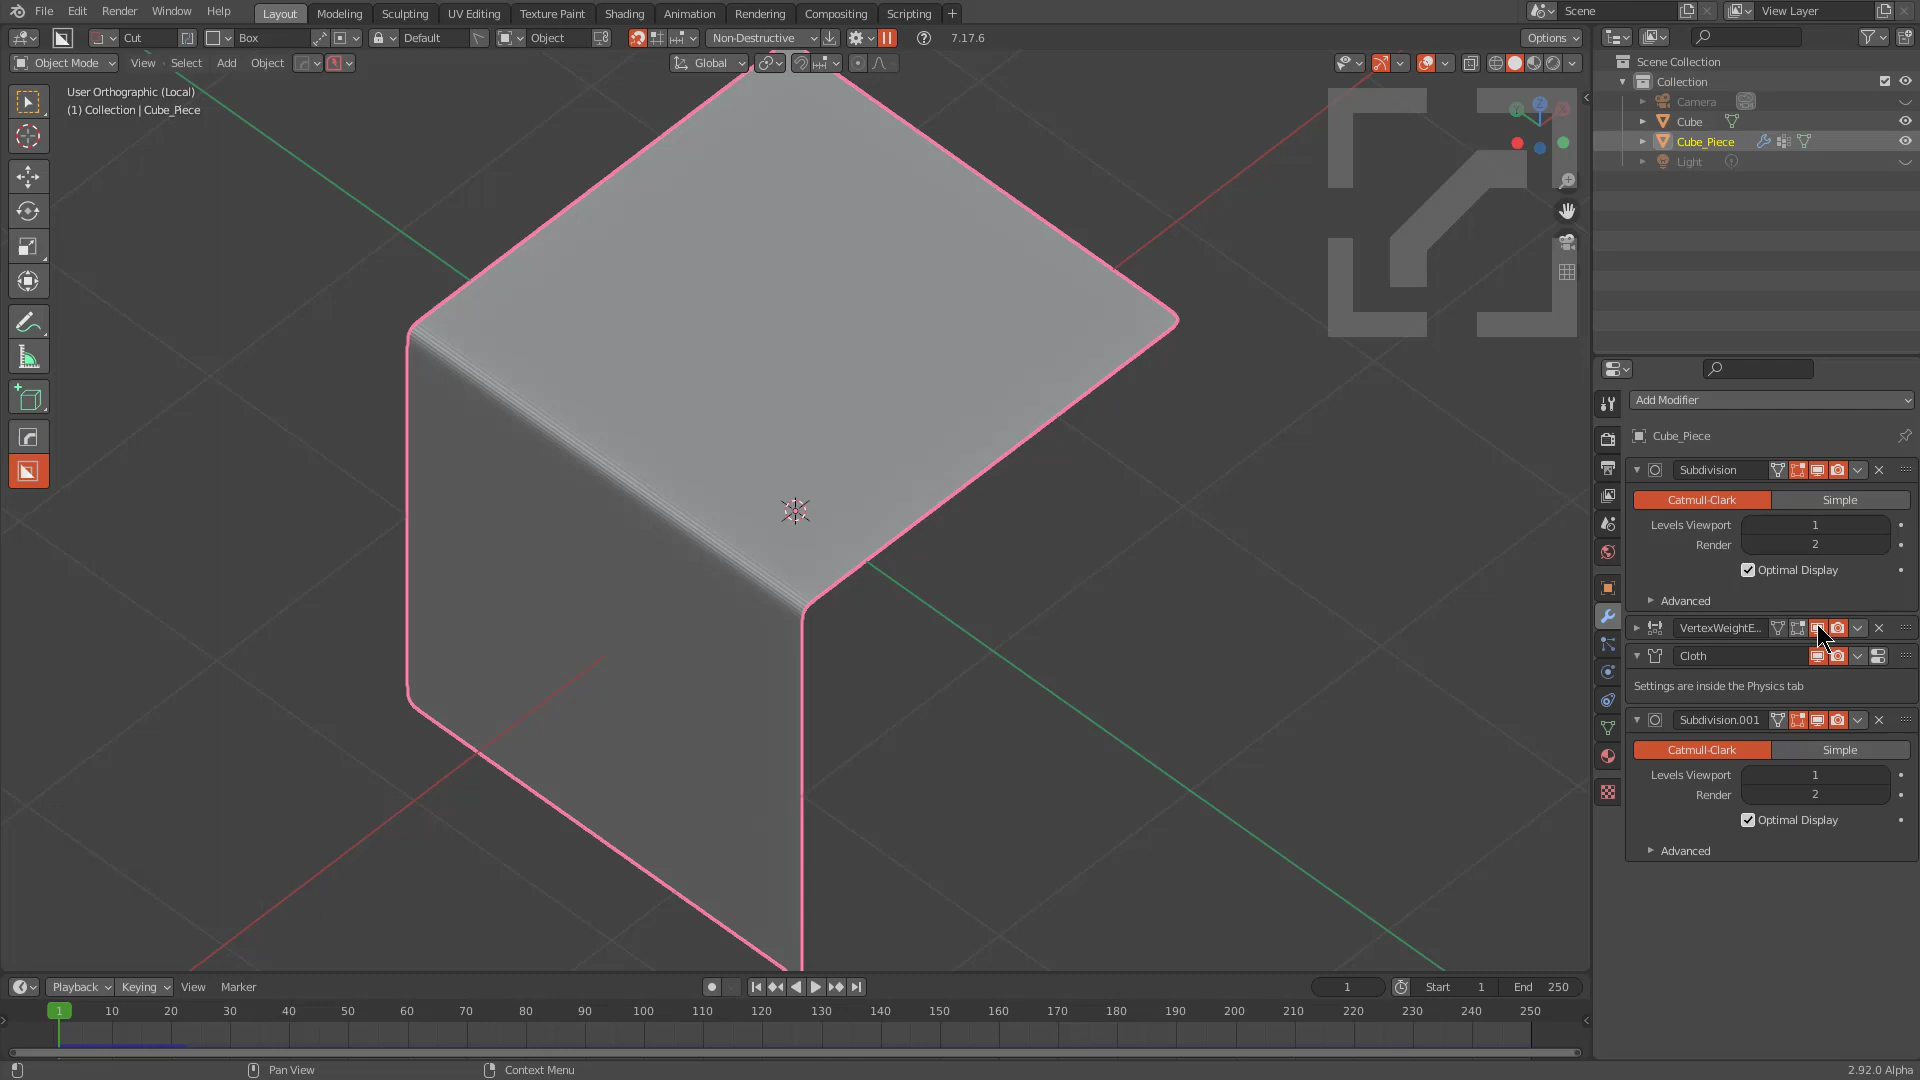 File Edit Render Window Help Layout Modeling Sculpting UV Editing Texture Paint Shading Animation Rendering Compositing Scripting + Scene View Layer
Cut Box Default Object Non-Destructive 7.17.6 Options
Object Mode View Select Add Object Global
User Orthographic (Local)
(1) Collection | Cube_Piece
Z
Y
X
Scene Collection
Collection
Camera
Cube
Cube_Piece
Light
Add Modifier
Cube_Piece
Subdivision
Catmull-Clark Simple
Levels Viewport 1
Render 2
Optimal Display
Advanced
VertexWeightE...
Cloth
Settings are inside the Physics tab
Subdivision.001
Catmull-Clark Simple
Levels Viewport 1
Render 2
Optimal Display
Advanced
Playback Keying View Marker 1 Start 1 End 250
1 10 20 30 40 50 60 70 80 90 100 110 120 130 140 150 160 170 180 190 200 210 220 230 240 250
Pan View Context Menu 2.92.0 Alpha